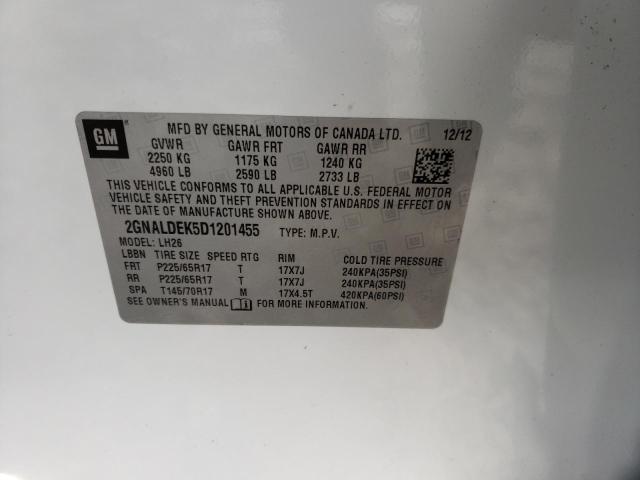 GM
MFD BY GENERAL MOTORS OF CANADA LTD. 12/12
GVWR GAWR FRT GAWR RR
2250 KG 1175 KG 1240 KG
4960 LB 2590 LB 2733 LB
THIS VEHICLE CONFORMS TO ALL APPLICABLE U.S. FEDERAL MOTOR
VEHICLE SAFETY AND THEFT PREVENTION STANDARDS IN EFFECT ON
THE DATE OF MANUFACTURE SHOWN ABOVE.
2GNALDEK5D1201455 TYPE: M.P.V.
MODEL: LH26
LBBN TIRE SIZE SPEED RTG RIM COLD TIRE PRESSURE
FRT P225/65R17 T 17X7J 240KPA(35PSI)
RR P225/65R17 T 17X7J 240KPA(35PSI)
SPA T145/70R17 M 17X4.5T 420KPA(60PSI)
SEE OWNER'S MANUAL FOR MORE INFORMATION.